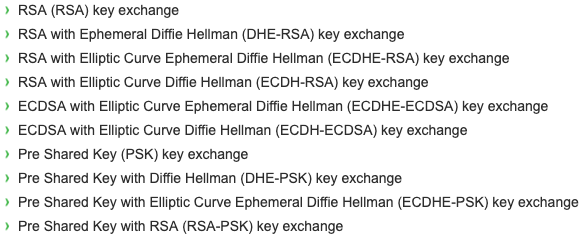 RSA (RSA) key exchange
RSA with Ephemeral Diffie Hellman (DHE-RSA) key exchange
RSA with Elliptic Curve Ephemeral Diffie Hellman (ECDHE-RSA) key exchange
RSA with Elliptic Curve Diffie Hellman (ECDH-RSA) key exchange
ECDSA with Elliptic Curve Ephemeral Diffie Hellman (ECDHE-ECDSA) key exchange
ECDSA with Elliptic Curve Diffie Hellman (ECDH-ECDSA) key exchange
Pre Shared Key (PSK) key exchange
Pre Shared Key with Diffie Hellman (DHE-PSK) key exchange
Pre Shared Key with Elliptic Curve Ephemeral Diffie Hellman (ECDHE-PSK) key exchange
Pre Shared Key with RSA (RSA-PSK) key exchange